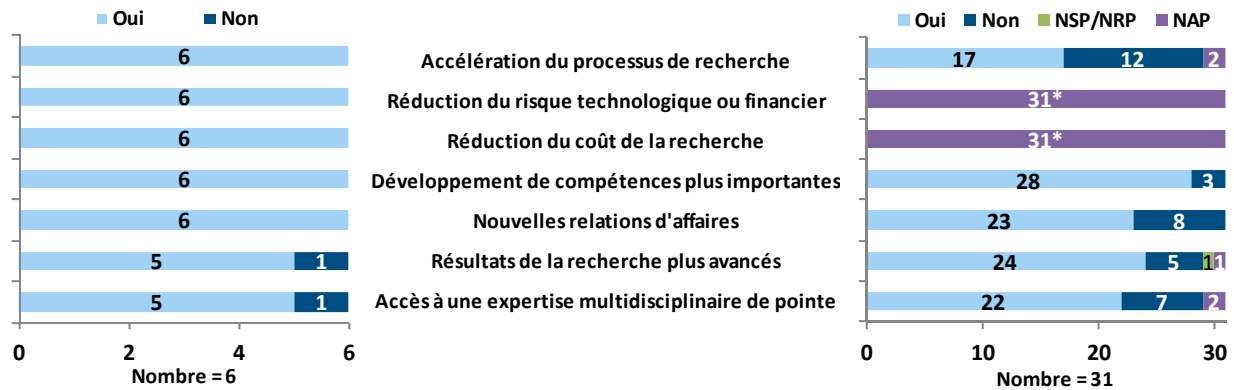 Oui Non Oui Non NSP/NRP NAP
6 Accélération du processus de recherche 17 12 2
6 Réduction du risque technologique ou financier 31*
6 Réduction du coût de la recherche 31*
6 Développement de compétences plus importantes 28 3
6 Nouvelles relations d'affaires 23 8
5 1 Résultats de la recherche plus avancés 24 5 1 1
5 1 Accès à une expertise multidisciplinaire de pointe 22 7 2
0 2 4 6 0 10 20 30
Nombre = 6 Nombre = 31